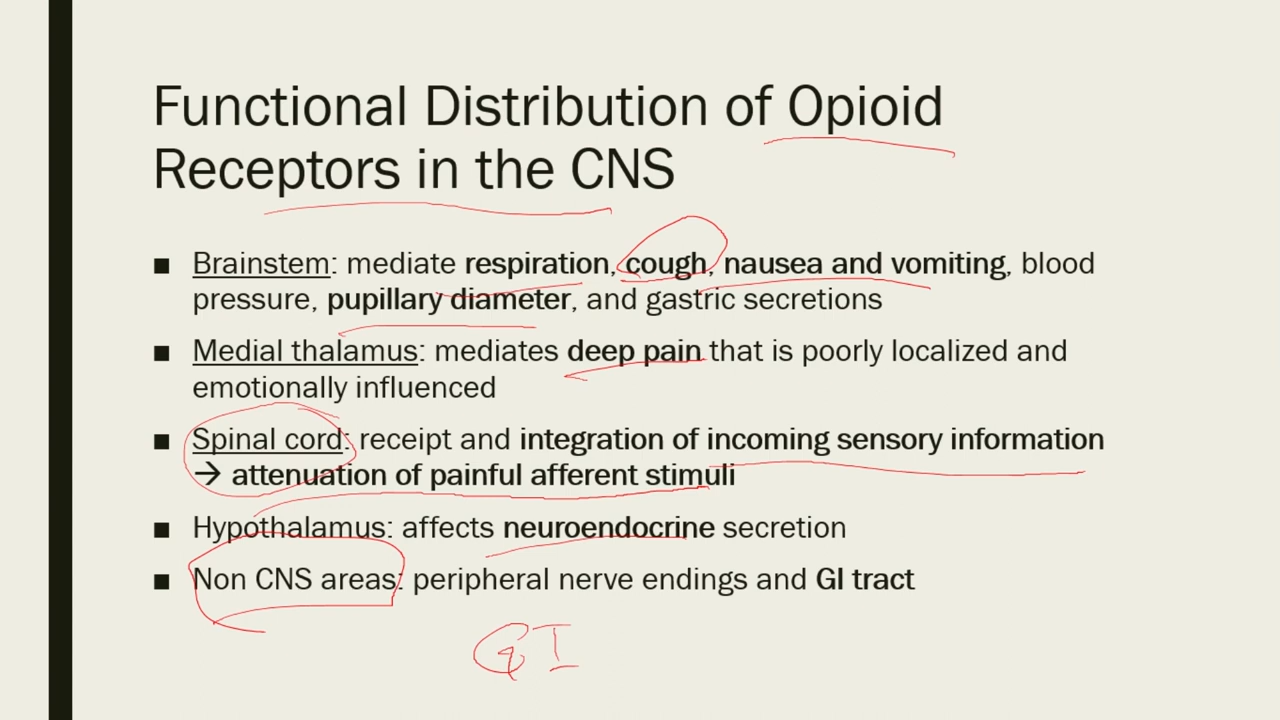 Functional Distribution of Opioid
Receptors in the CNS
■ Brainstem: mediate respiration, cough, nausea and vomiting, blood
pressure, pupillary diameter, and gastric secretions
■ Medial thalamus: mediates deep pain that is poorly localized and
emotionally influenced
■ Spinal cord: receipt and integration of incoming sensory information
→ attenuation of painful afferent stimuli
■ Hypothalamus: affects neuroendocrine secretion
■ Non CNS areas: peripheral nerve endings and GI tract
GI